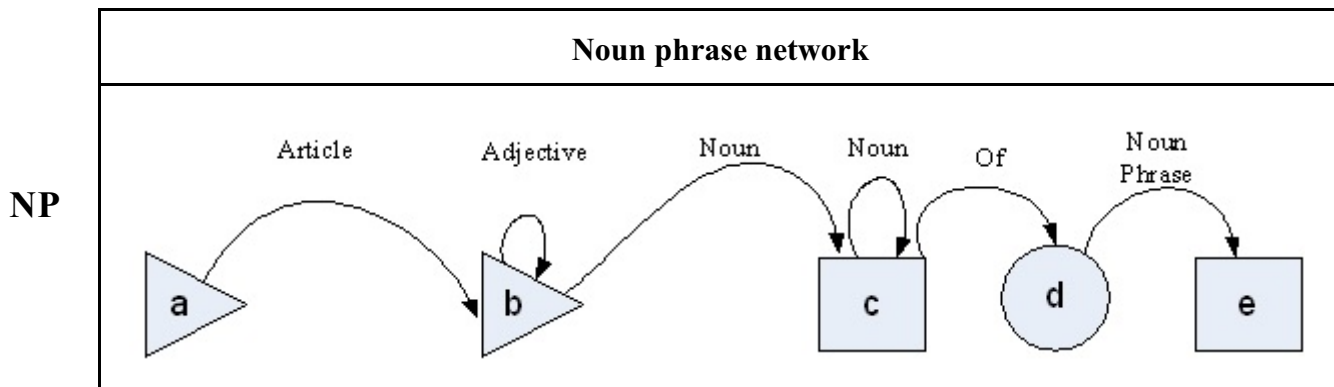 Noun phrase network
Article
Adjective
Noun
Noun
Of
Noun
Phrase
NP
a
b
c
d
e